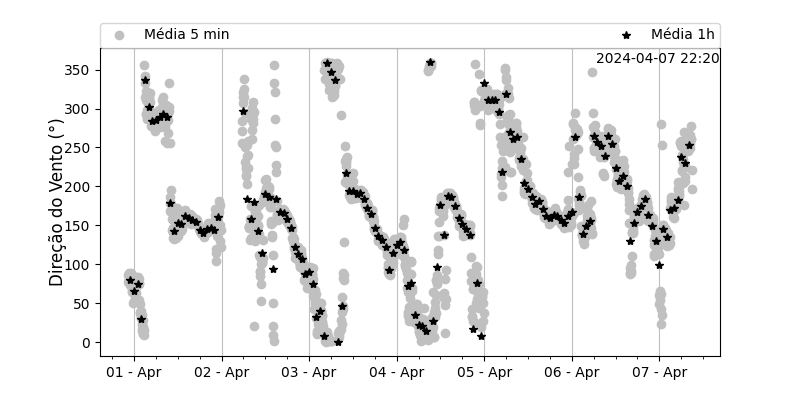 Média 5 min
Média 1h
2024-04-07 22:20
Direção do Vento (°)
350
300
250
200
150
100
50
0
01 - Apr
02 - Apr
03 - Apr
04 - Apr
05 - Apr
06 - Apr
07 - Apr